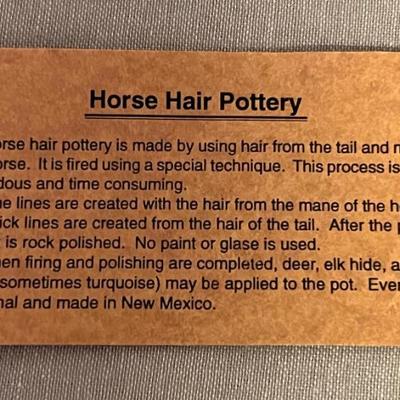 Horse Hair Pottery
orse hair pottery is made by using hair from the tail and
orse. It is fired using a special technique. This process is
dous and time consuming.
ne lines are created with the hair from the mane of the
ick lines are created from the hair of the tail. After the
is rock polished. No paint or glase is used.
en firing and polishing are completed, deer, elk hide,
(sometimes turquoise) may be applied to the pot. Ever
nal and made in New Mexico.